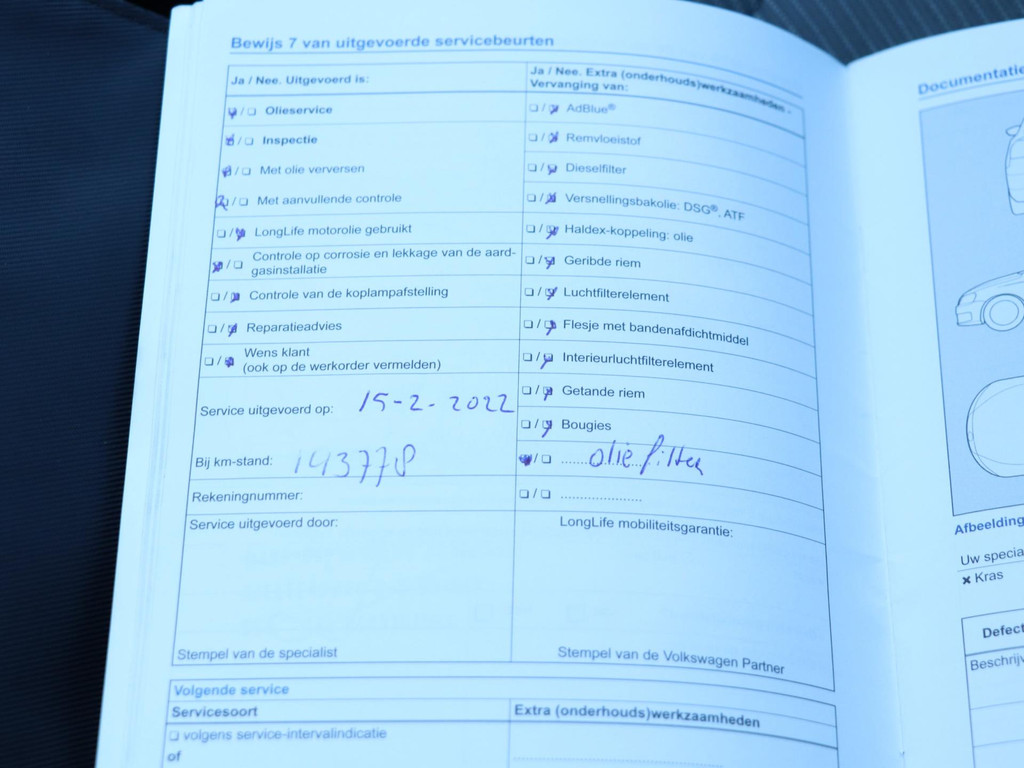 Bewijs 7 van uitgevoerde servicebeurten
Ja / Nee. Uitgevoerd is:
☑ / ☐ Olieservice
☑ / ☐ Inspectie
☑ / ☐ Met olie verversen
☑ / ☐ Met aanvullende controle
☐ / ☑ LongLife motorolie gebruikt
☑ / ☐ Controle op corrosie en lekkage van de aard-
gasinstallatie
☐ / ☑ Controle van de koplampafstelling
☐ / ☑ Reparatieadvies
☐ / ☑ Wens klant
(ook op de werkorder vermelden)
Service uitgevoerd op: 15-2-2022
Bij km-stand: 143778
Rekeningnummer:
Service uitgevoerd door:
Stempel van de specialist
Ja / Nee. Extra (onderhouds)werkzaamheden -
Vervanging van:
☐ / ☑ AdBlue®
☐ / ☑ Remvloeistof
☐ / ☑ Dieselfilter
☐ / ☑ Versnellingsbakolie: DSG®, ATF
☐ / ☑ Haldex-koppeling: olie
☐ / ☑ Geribde riem
☐ / ☑ Luchtfilterelement
☐ / ☑ Flesje met bandenafdichtmiddel
☐ / ☑ Interieurluchtfilterelement
☐ / ☑ Getande riem
☐ / ☑ Bougies
☑ / ☐ ...... olie filter
☐ / ☐ .....................
LongLife mobiliteitsgarantie:
Stempel van de Volkswagen Partner
Volgende service
Servicesoort
☐ volgens service-intervalindicatie
of
Extra (onderhouds)werkzaamheden
Documentatie
Afbeelding
Uw specia
× Kras
Defect
Beschrijv